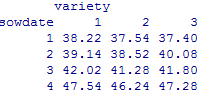 variety
sowdate 1 2 3
1 38.22 37.54 37.40
2 39.14 38.52 40.08
3 42.02 41.28 41.80
4 47.54 46.24 47.28